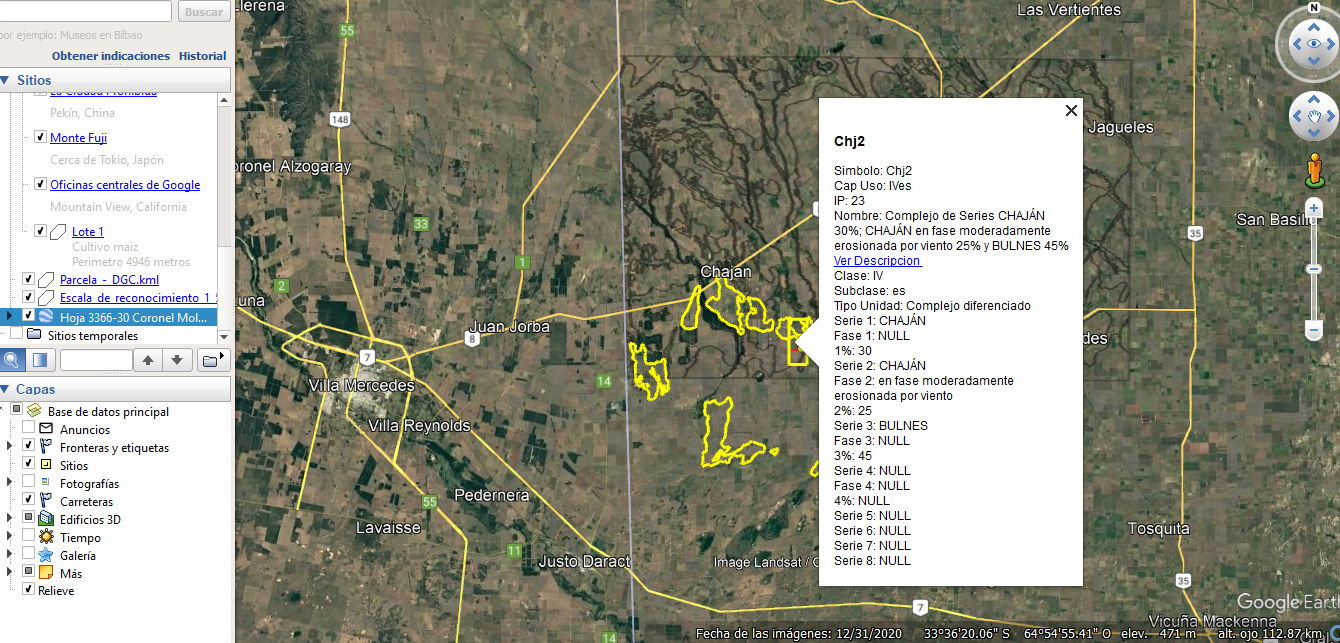 Buscar
por ejemplo: Museos en Bilbao
Obtener indicaciones Historial
Sitios
La Ciudad Prohibida
Pekín, China
Monte Fuji
Cerca de Tokio, Japón
Oficinas centrales de Google
Mountain View, California
Lote 1
Cultivo maiz
Perimetro 4946 metros
Parcela - DGC.kml
Escala_de_reconocimiento_1_5
Hoja 3366-30 Coronel Mol...
Sitios temporales
Capas
Base de datos principal
Anuncios
Fronteras y etiquetas
Sitios
Fotografías
Carreteras
Edificios 3D
Tiempo
Galería
Más
Relieve
lerena
55
148
oronel Alzogaray
33
1
2
una
Juan Jorba
8
7
Villa Mercedes
Villa Reynolds
14
Chaján
55
Pedernera
Lavaisse
11
Justo Daract
14
7
Las Vertientes
Jagueles
San Basilio
35
des
Tosquita
35
Vicuña Mackenna
N
Chj2
Simbolo: Chj2
Cap Uso: IVes
IP: 23
Nombre: Complejo de Series CHAJÁN
30%; CHAJÁN en fase moderadamente
erosionada por viento 25% y BULNES 45%
Ver Descripcion
Clase: IV
Subclase: es
Tipo Unidad: Complejo diferenciado
Serie 1: CHAJÁN
Fase 1: NULL
1%: 30
Serie 2: CHAJÁN
Fase 2: en fase moderadamente
erosionada por viento
2%: 25
Serie 3: BULNES
Fase 3: NULL
3%: 45
Serie 4: NULL
Fase 4: NULL
4%: NULL
Serie 5: NULL
Serie 6: NULL
Serie 7: NULL
Serie 8: NULL
Image Landsat / C
Google Earth
Fecha de las imágenes: 12/31/2020 33°36'20.06" S 64°54'55.41" O elev. 471 m alt. ojo 112.87 km